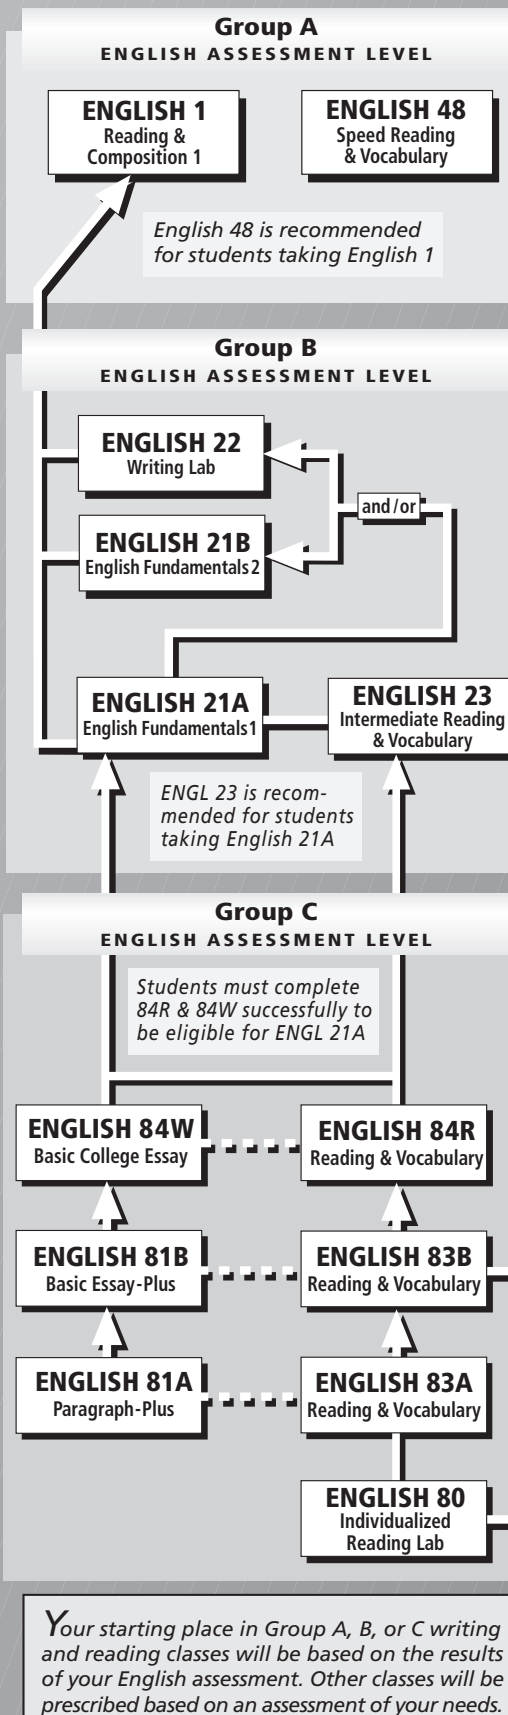 Group A
ENGLISH ASSESSMENT LEVEL
ENGLISH 1
Reading &
Composition 1
ENGLISH 48
Speed Reading
& Vocabulary
English 48 is recommended
for students taking English 1
Group B
ENGLISH ASSESSMENT LEVEL
ENGLISH 22
Writing Lab
and/or
ENGLISH 21B
English Fundamentals 2
ENGLISH 21A
English Fundamentals 1
ENGLISH 23
Intermediate Reading
& Vocabulary
ENGL 23 is recom-
mended for students
taking English 21A
Group C
ENGLISH ASSESSMENT LEVEL
Students must complete
84R & 84W successfully to
be eligible for ENGL 21A
ENGLISH 84W
Basic College Essay
ENGLISH 84R
Reading & Vocabulary
ENGLISH 81B
Basic Essay-Plus
ENGLISH 83B
Reading & Vocabulary
ENGLISH 81A
Paragraph-Plus
ENGLISH 83A
Reading & Vocabulary
ENGLISH 80
Individualized
Reading Lab
Your starting place in Group A, B, or C writing
and reading classes will be based on the results
of your English assessment. Other classes will be
prescribed based on an assessment of your needs.